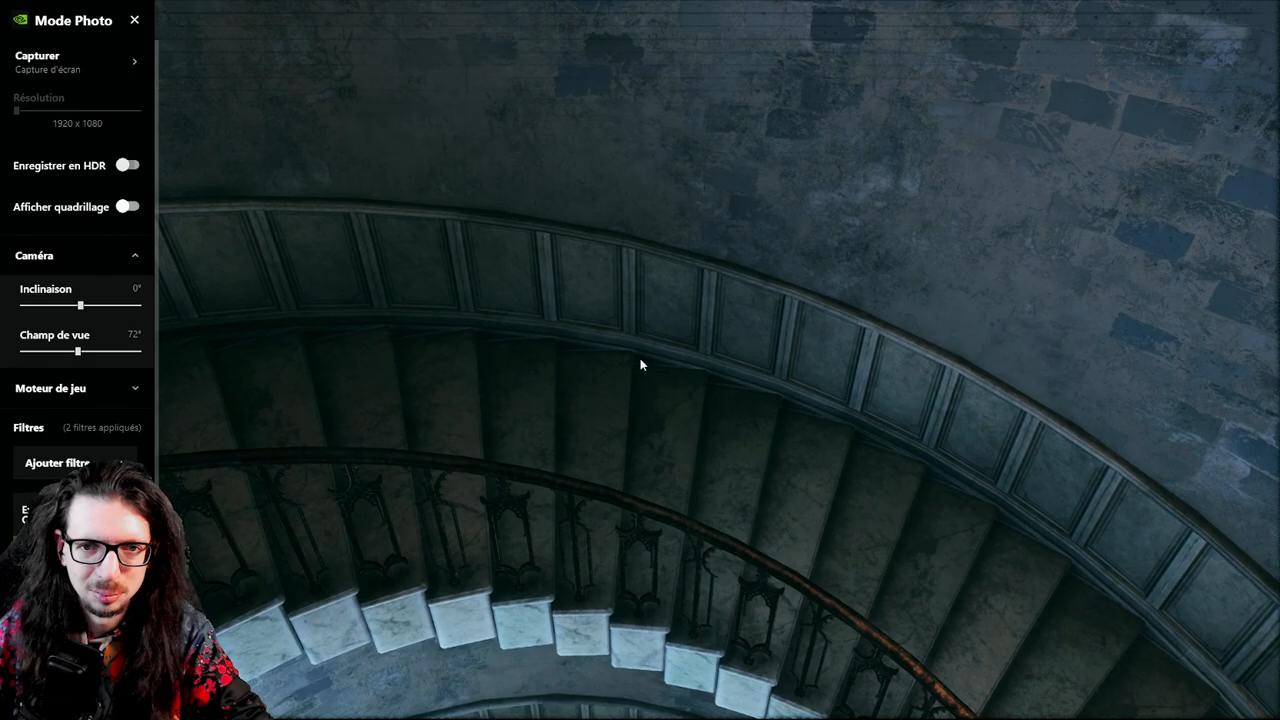 Mode Photo
Capturer
Capture d'écran
Résolution
1920 x 1080
Enregistrer en HDR
Afficher quadrillage
Caméra
Inclinaison 0°
Champ de vue 72°
Moteur de jeu
Filtres (2 filtres appliqués)
Ajouter filtre